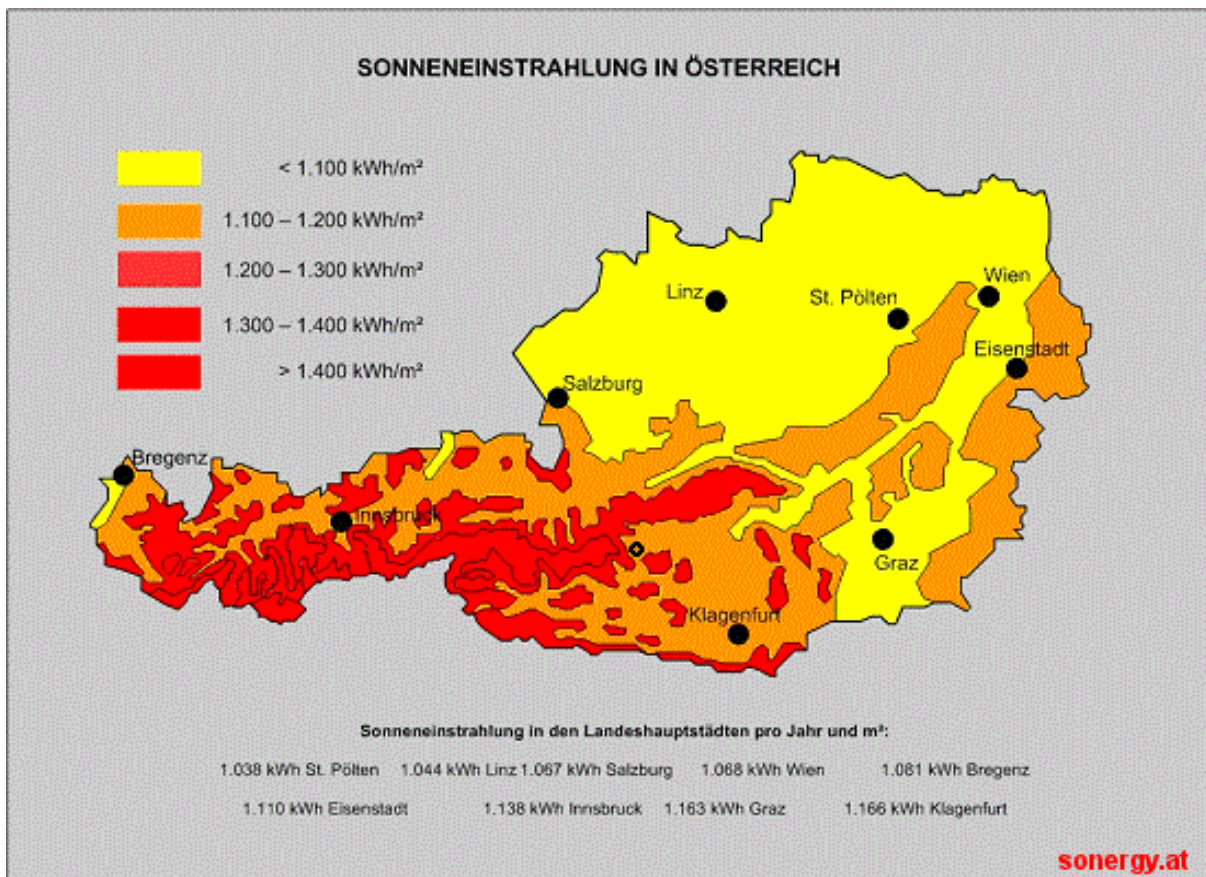 SONNENEINSTRAHLUNG IN ÖSTERREICH
< 1.100 kWh/m²
1.100 – 1.200 kWh/m²
1.200 – 1.300 kWh/m²
1.300 – 1.400 kWh/m²
> 1.400 kWh/m²
Wien
Linz
St. Pölten
Eisenstadt
Salzburg
Bregenz
Innsbruck
Graz
Klagenfurt
Sonneneinstrahlung in den Landeshauptstädten pro Jahr und m²:
1.038 kWh St. Pölten 1.044 kWh Linz 1.067 kWh Salzburg 1.068 kWh Wien 1.081 kWh Bregenz
1.110 kWh Eisenstadt 1.138 kWh Innsbruck 1.163 kWh Graz 1.166 kWh Klagenfurt
sonergy.at